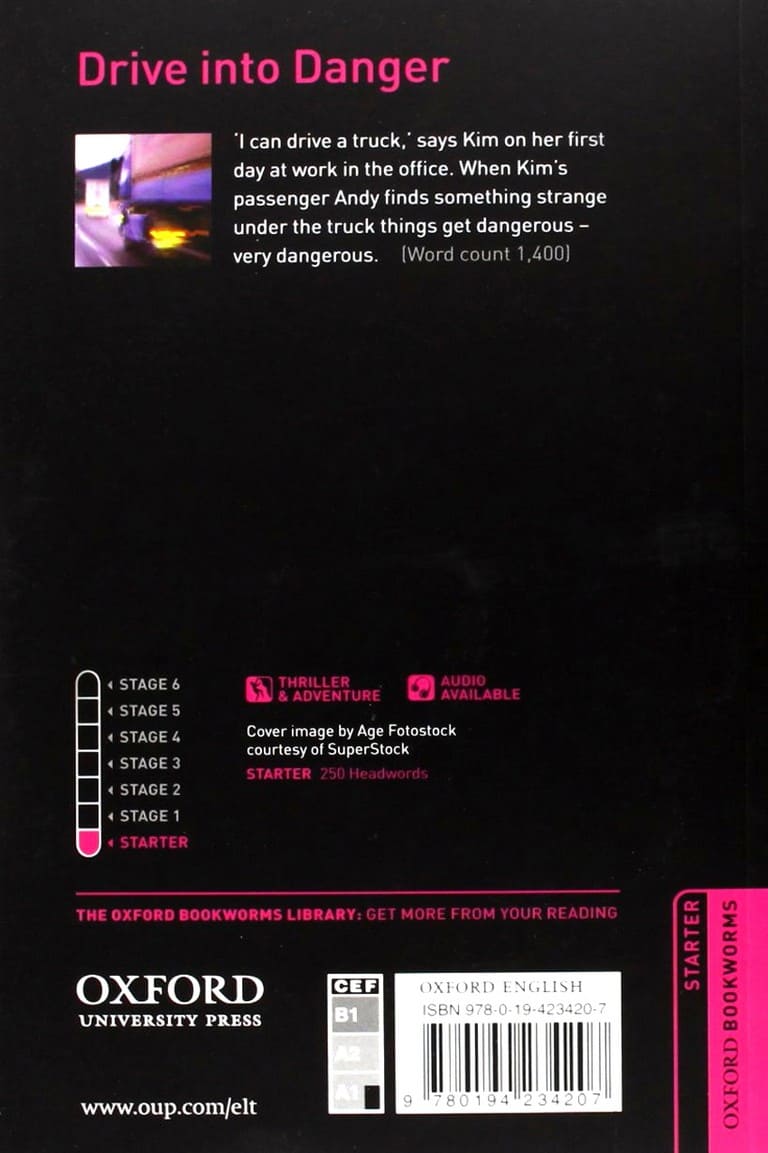 Drive into Danger
‘I can drive a truck,’ says Kim on her first
day at work in the office. When Kim’s
passenger Andy finds something strange
under the truck things get dangerous –
very dangerous. [Word count 1,400]
STAGE 6
STAGE 5
STAGE 4
STAGE 3
STAGE 2
STAGE 1
STARTER
THRILLER
& ADVENTURE
AUDIO
AVAILABLE
Cover image by Age Fotostock
courtesy of SuperStock
STARTER 250 Headwords
THE OXFORD BOOKWORMS LIBRARY: GET MORE FROM YOUR READING
OXFORD
UNIVERSITY PRESS
www.oup.com/elt
CEF
B1
A2
A1
OXFORD ENGLISH
ISBN 978-0-19-423420-7
9 780194 234207
STARTER
OXFORD BOOKWORMS